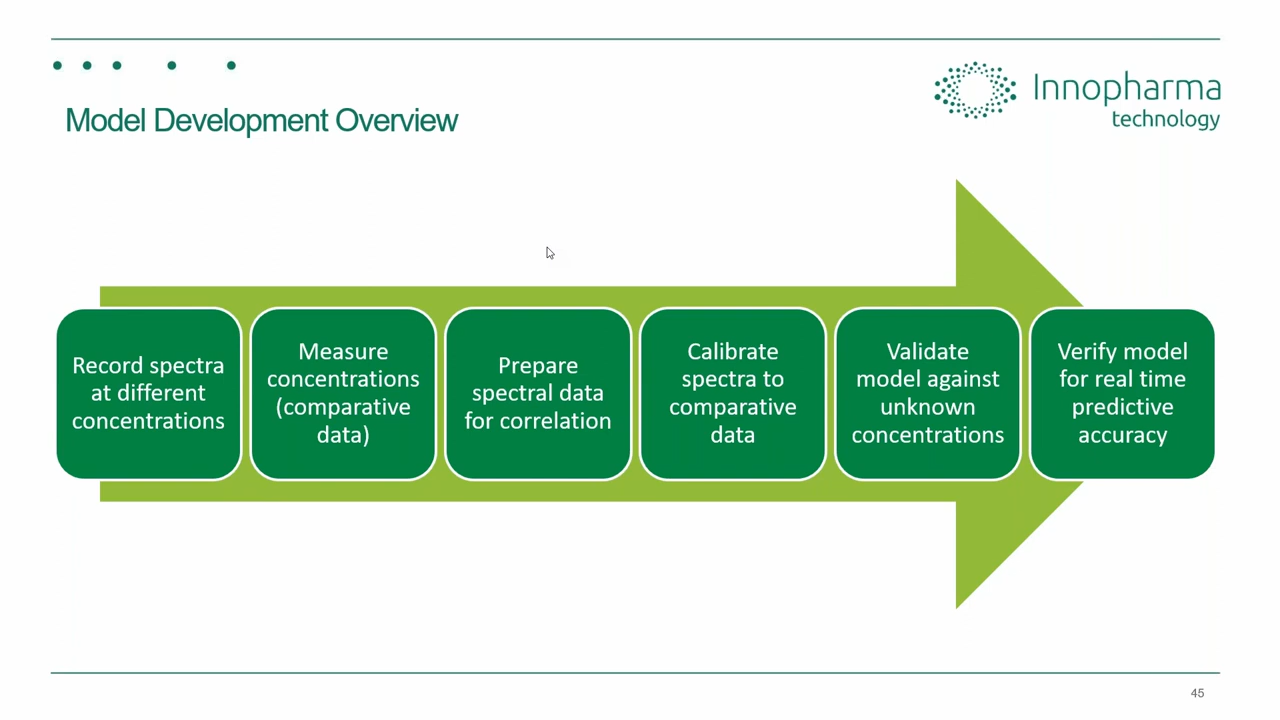 Innopharma
technology
Model Development Overview
Record spectra
at different
concentrations
Measure
concentrations
(comparative
data)
Prepare
spectral data
for correlation
Calibrate
spectra to
comparative
data
Validate
model against
unknown
concentrations
Verify model
for real time
predictive
accuracy
45